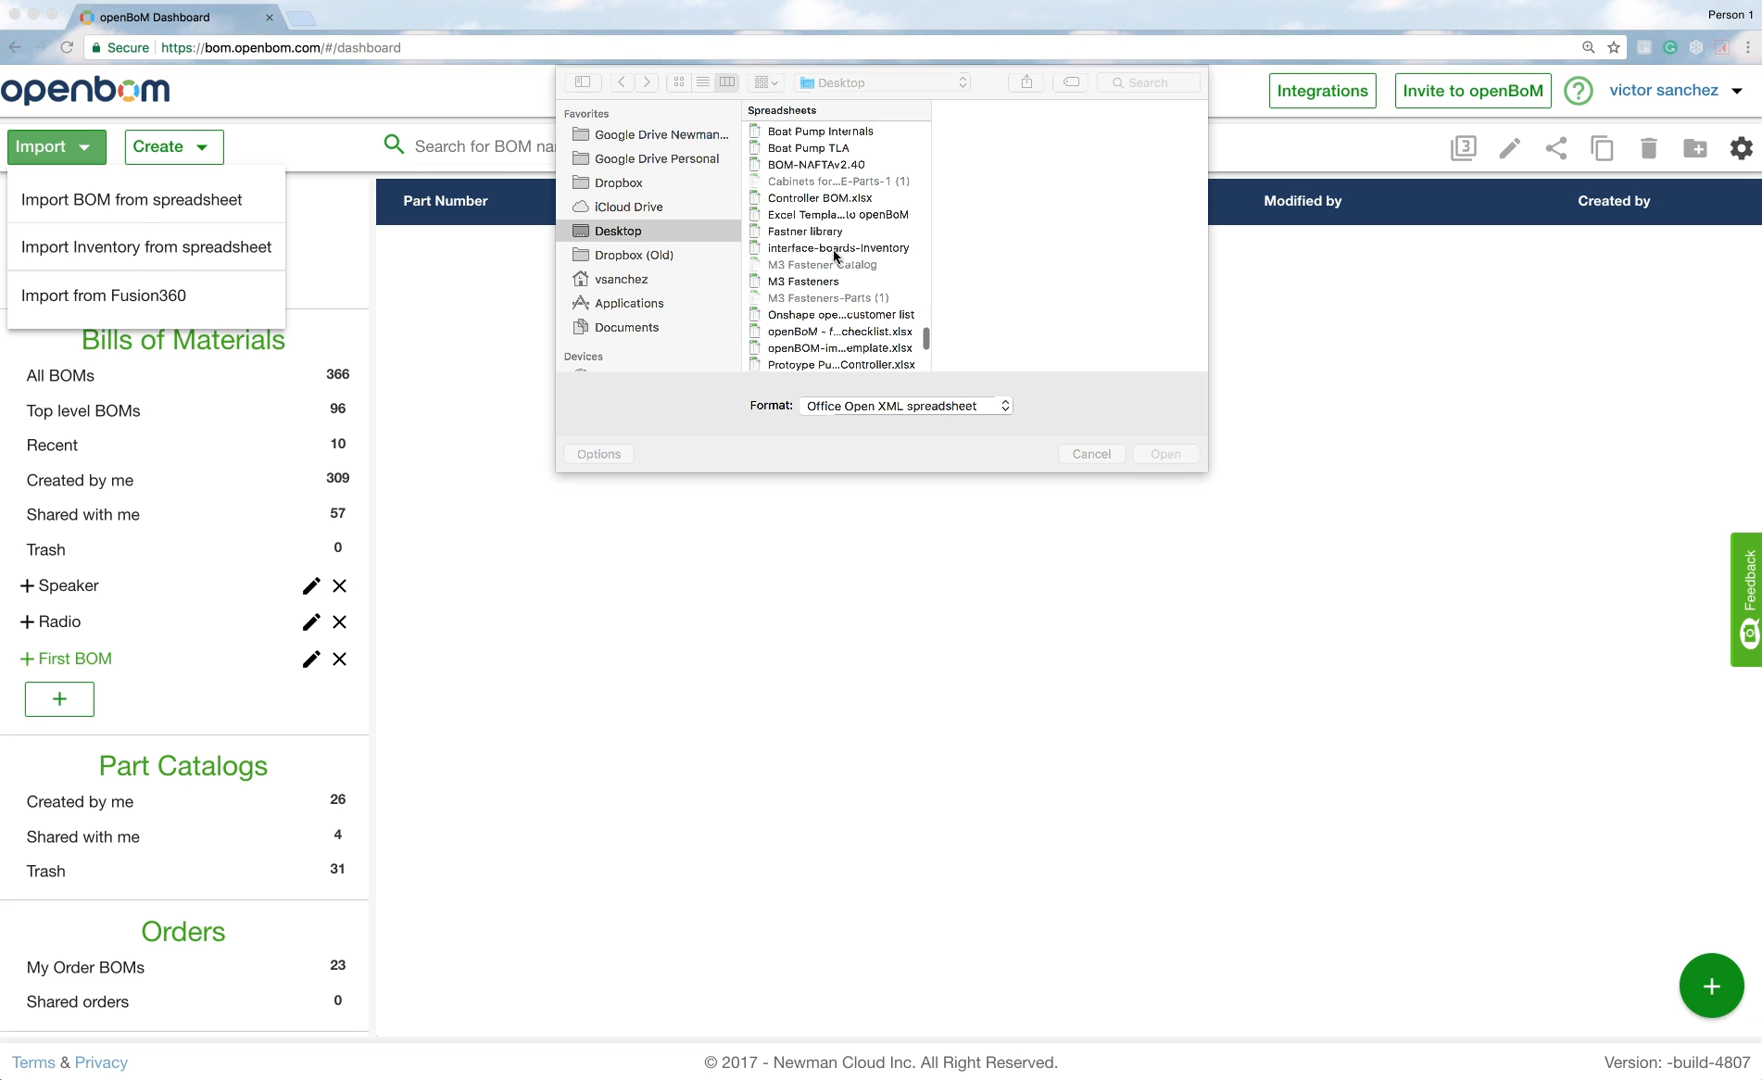 openBoM Dashboard
Person 1
Secure
https://bom.openbom.com/#/dashboard
openbom
Desktop
Search
Integrations
Invite to openBoM
?
victor sanchez
Import
Create
Search for BOM na
3
Favorites
Google Drive Newman...
Google Drive Personal
Dropbox
iCloud Drive
Desktop
Dropbox (Old)
vsanchez
Applications
Documents
Devices
Spreadsheets
Boat Pump Internals
Boat Pump TLA
BOM-NAFTAv2.40
Cabinets for...E-Parts-1 (1)
Controller BOM.xlsx
Excel Templa...to openBoM
Fastner library
interface-boards-Inventory
M3 Fastener Catalog
M3 Fasteners
M3 Fasteners-Parts (1)
Onshape ope...customer list
openBoM - f...checklist.xlsx
openBOM-im...emplate.xlsx
Protoype Pu...Controller.xlsx
Format: Office Open XML spreadsheet
Options
Cancel
Open
Part Number
Modified by
Created by
Import BOM from spreadsheet
Import Inventory from spreadsheet
Import from Fusion360
Bills of Materials
All BOMs 366
Top level BOMs 96
Recent 10
Created by me 309
Shared with me 57
Trash 0
+ Speaker
+ Radio
+ First BOM
+
Part Catalogs
Created by me 26
Shared with me 4
Trash 31
Orders
My Order BOMs 23
Shared orders 0
Feedback
+
Terms & Privacy
© 2017 - Newman Cloud Inc. All Right Reserved.
Version: -build-4807